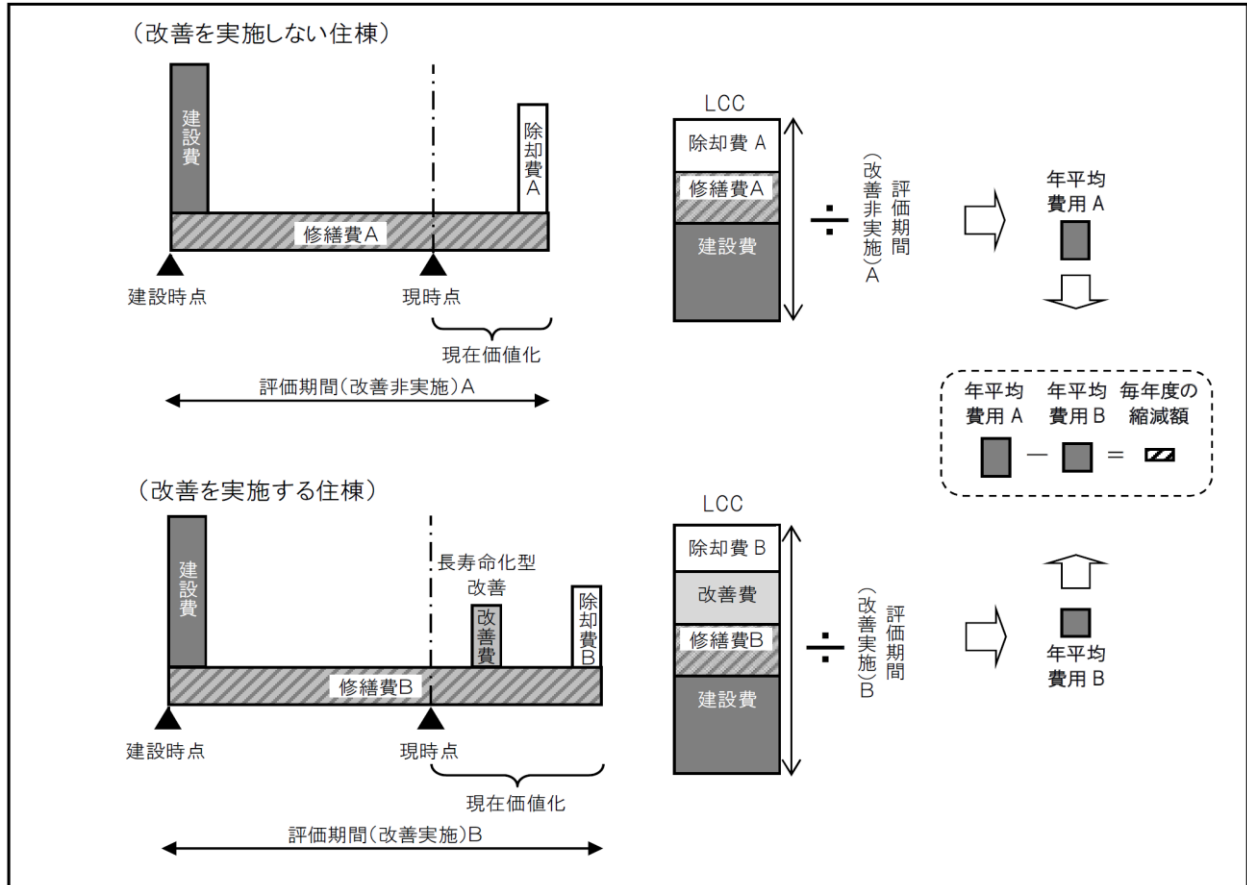 (改善を実施しない住棟)
建設費
除却費A
修繕費A
建設時点
現時点
現在価値化
評価期間(改善非実施)A
LCC
除却費 A
修繕費A
建設費
÷
評価期間
(改善非実施)A
年平均
費用 A
年平均
費用 A
年平均
費用 B
毎年度の
縮減額
− =
(改善を実施する住棟)
建設費
長寿命化型
改善
改善費
除却費B
修繕費B
建設時点
現時点
現在価値化
評価期間(改善実施)B
LCC
除却費 B
改善費
修繕費B
建設費
÷
評価期間
(改善実施)B
年平均
費用 B